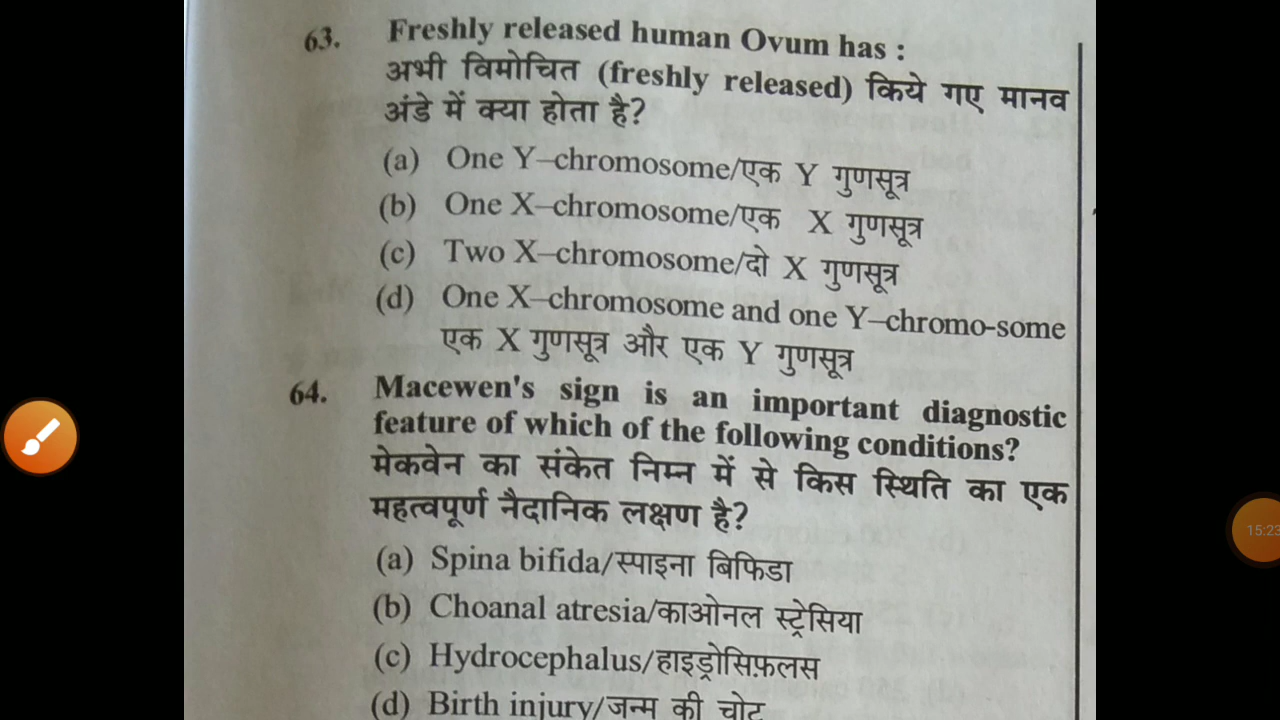 63. Freshly released human Ovum has :
अभी विमोचित (freshly released) किये गए मानव
अंडे में क्या होता है?
(a) One Y–chromosome/एक Y गुणसूत्र
(b) One X–chromosome/एक X गुणसूत्र
(c) Two X–chromosome/दो X गुणसूत्र
(d) One X–chromosome and one Y–chromo-some
एक X गुणसूत्र और एक Y गुणसूत्र
64. Macewen's sign is an important diagnostic
feature of which of the following conditions?
मेकवेन का संकेत निम्न में से किस स्थिति का एक
महत्वपूर्ण नैदानिक लक्षण है?
(a) Spina bifida/स्पाइना बिफिडा
(b) Choanal atresia/काओनल स्ट्रेसिया
(c) Hydrocephalus/हाइड्रोसिफ़लस
(d) Birth injury/जन्म की चोट
15:23